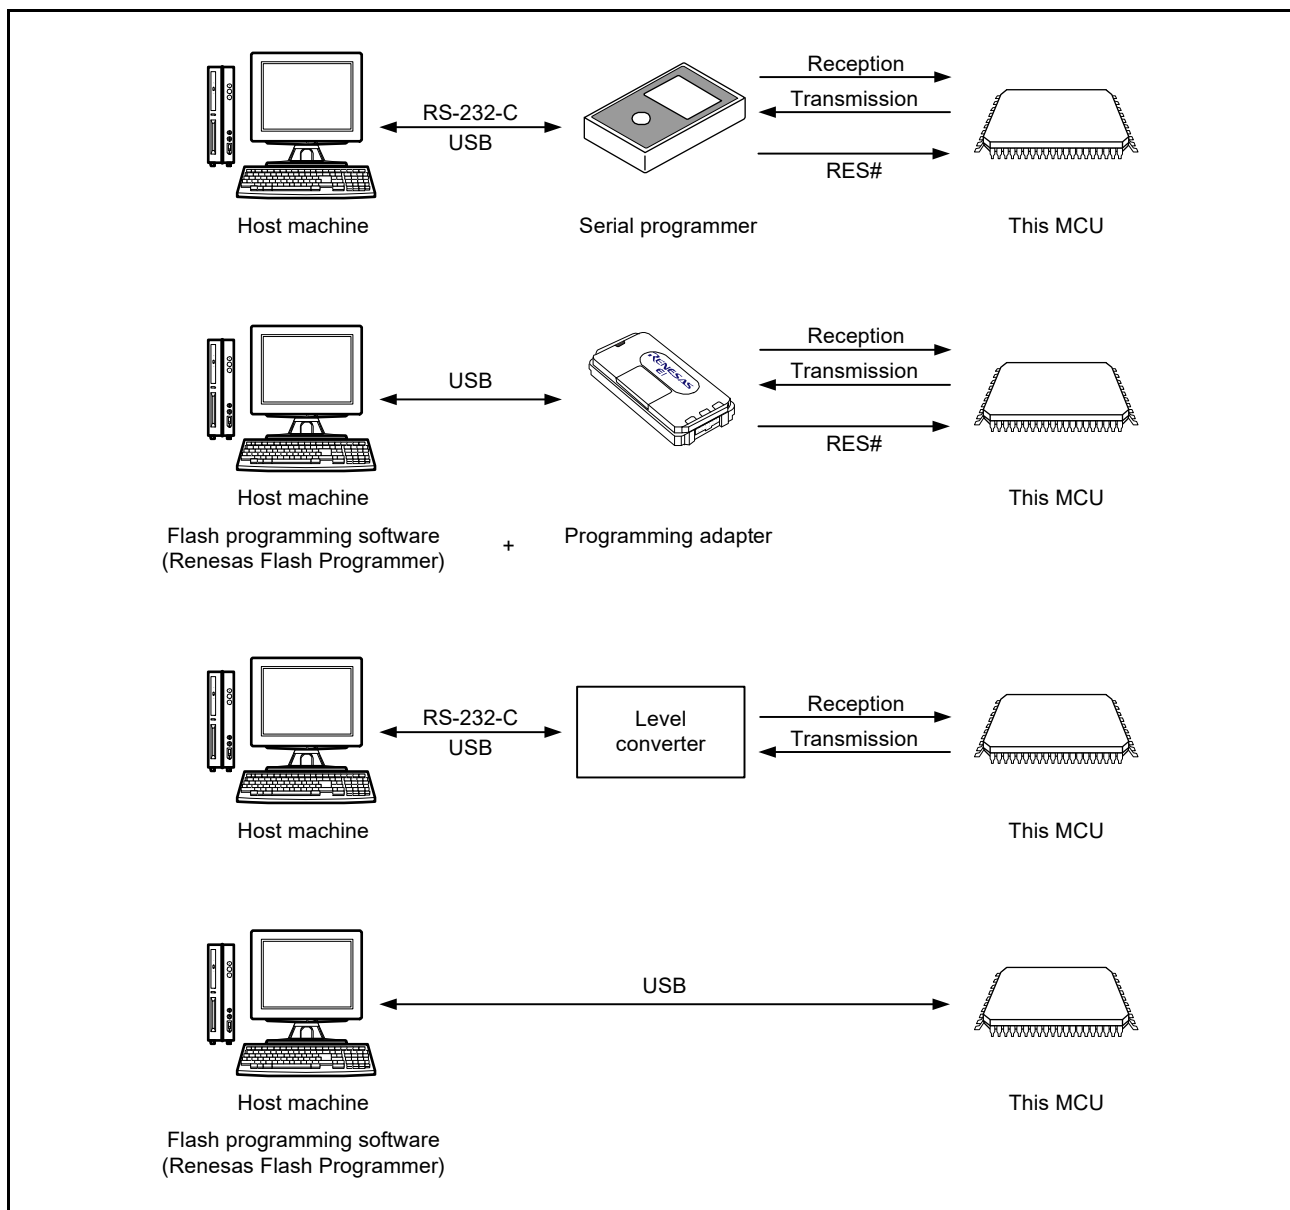 Reception
RS-232-C
Transmission
USB
RES#
Host machine
Serial programmer
This MCU
Reception
USB
Transmission
RENESAS
E1
RES#
Host machine
This MCU
Flash programming software
(Renesas Flash Programmer)
+
Programming adapter
Reception
RS-232-C
Level
converter
Transmission
USB
Host machine
This MCU
USB
Host machine
This MCU
Flash programming software
(Renesas Flash Programmer)